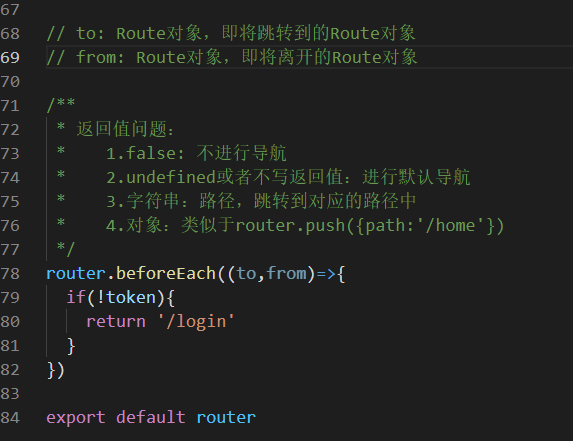 67
68 // to: Route对象，即将跳转到的Route对象
69 // from: Route对象，即将离开的Route对象
70
71 /**
72  * 返回值问题：
73  *   1.false: 不进行导航
74  *   2.undefined或者不写返回值：进行默认导航
75  *   3.字符串：路径，跳转到对应的路径中
76  *   4.对象：类似于router.push({path:'/home'})
77  */
78 router.beforeEach((to,from)=>{
79   if(!token){
80     return '/login'
81   }
82 })
83
84 export default router